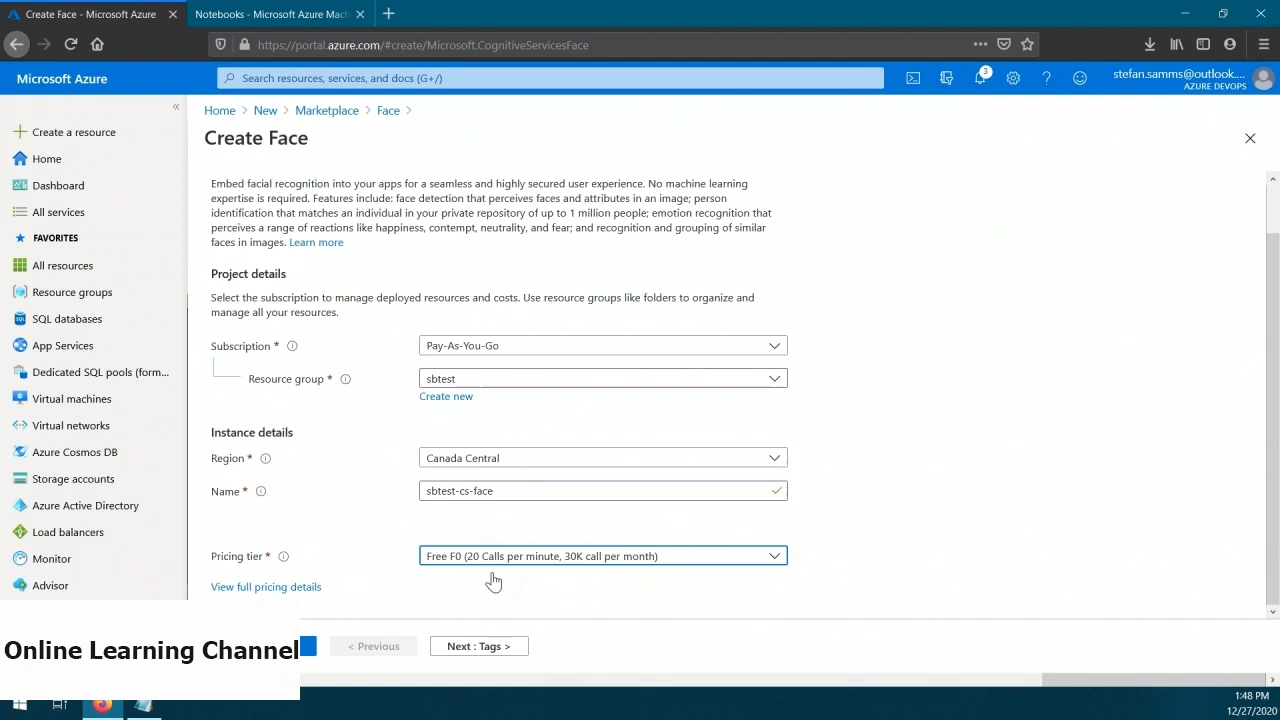 Create Face - Microsoft Azure
Notebooks - Microsoft Azure Mach
https://portal.azure.com/#create/Microsoft.CognitiveServicesFace
Microsoft Azure
Search resources, services, and docs (G+/)
3
stefan.samms@outlook....
AZURE DEVOPS
Home > New > Marketplace > Face >
Create Face
Create a resource
Home
Dashboard
All services
FAVORITES
All resources
Resource groups
SQL databases
App Services
Dedicated SQL pools (form...
Virtual machines
Virtual networks
Azure Cosmos DB
Storage accounts
Azure Active Directory
Load balancers
Monitor
Advisor
Embed facial recognition into your apps for a seamless and highly secured user experience. No machine learning
expertise is required. Features include: face detection that perceives faces and attributes in an image; person
identification that matches an individual in your private repository of up to 1 million people; emotion recognition that
perceives a range of reactions like happiness, contempt, neutrality, and fear; and recognition and grouping of similar
faces in images. Learn more
Project details
Select the subscription to manage deployed resources and costs. Use resource groups like folders to organize and
manage all your resources.
Subscription * Pay-As-You-Go
Resource group * sbtest
Create new
Instance details
Region * Canada Central
Name * sbtest-cs-face
Pricing tier * Free F0 (20 Calls per minute, 30K call per month)
View full pricing details
< Previous
Next : Tags >
Online Learning Channel
1:48 PM
12/27/2020